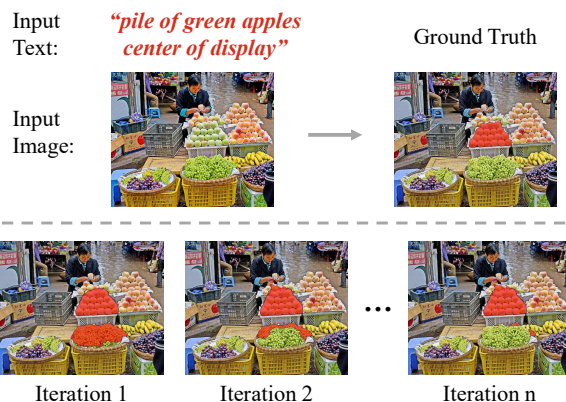 Input
Text:
“pile of green apples
center of display”
Ground Truth
Input
Image:
...
Iteration 1
Iteration 2
Iteration n